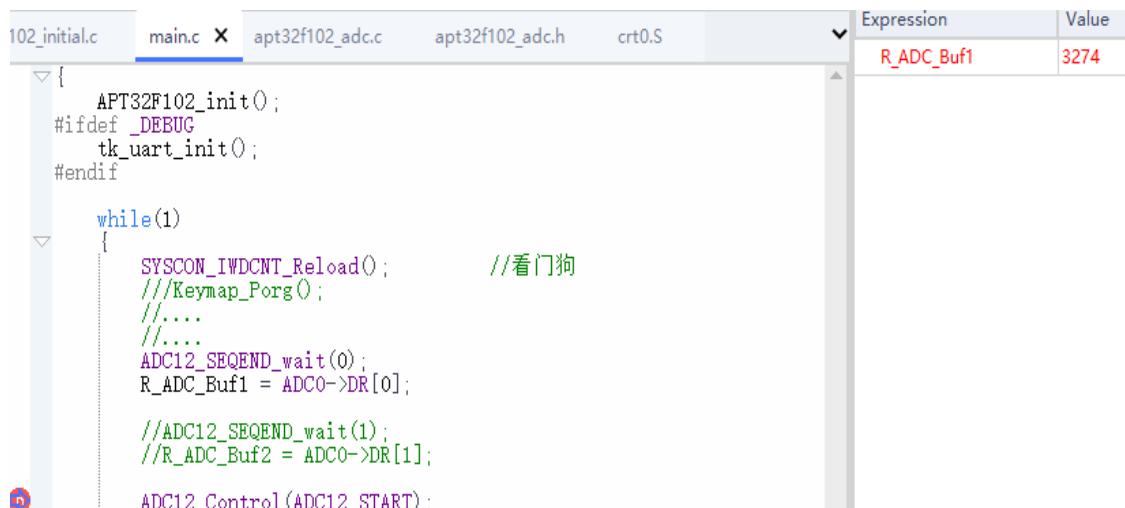 102_initial.c main.c X apt32f102_adc.c apt32f102_adc.h crt0.S
Expression Value
R_ADC_Buf1 3274
{
APT32F102_init();
#ifdef _DEBUG
tk_uart_init();
#endif
while(1)
{
SYSCON_IWDCNT_Reload(); //看门狗
///Keymap_Porg();
//....
//....
ADC12_SEQEND_wait(0);
R_ADC_Buf1 = ADC0->DR[0];
//ADC12_SEQEND_wait(1);
//R_ADC_Buf2 = ADC0->DR[1];
ADC12_Control(ADC12_START);